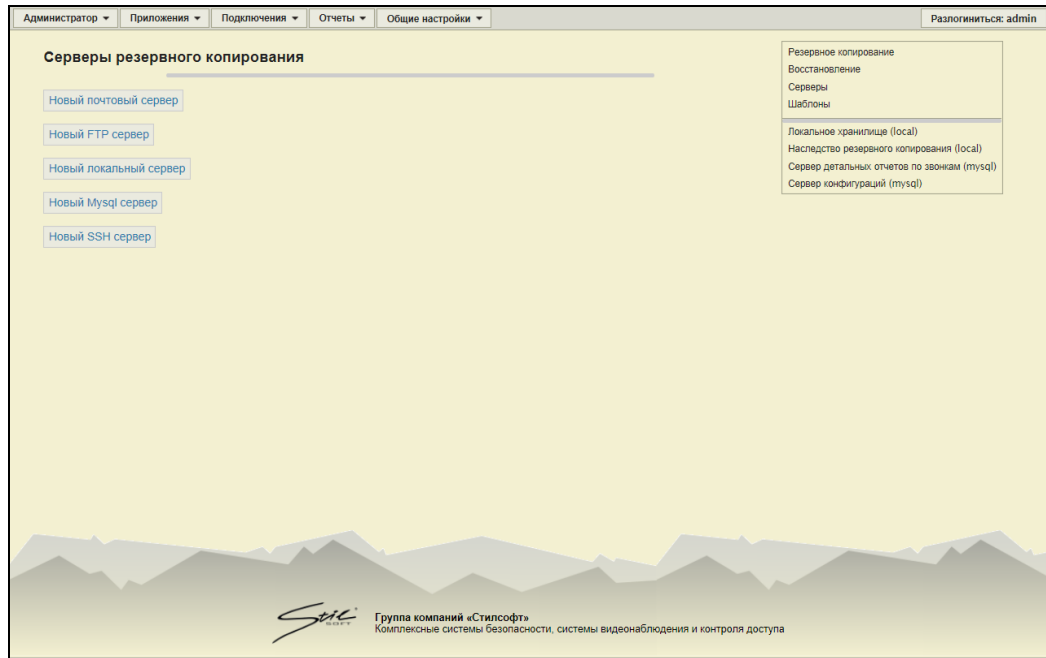 Администратор Приложения Подключения Отчеты Общие настройки Разлогиниться: admin
Серверы резервного копирования
Новый почтовый сервер
Новый FTP сервер
Новый локальный сервер
Новый Mysql сервер
Новый SSH сервер
Резервное копирование
Восстановление
Серверы
Шаблоны
Локальное хранилище (local)
Наследство резервного копирования (local)
Сервер детальных отчетов по звонкам (mysql)
Сервер конфигураций (mysql)
Stil
SOFT
Группа компаний «Стилсофт»
Комплексные системы безопасности, системы видеонаблюдения и контроля доступа